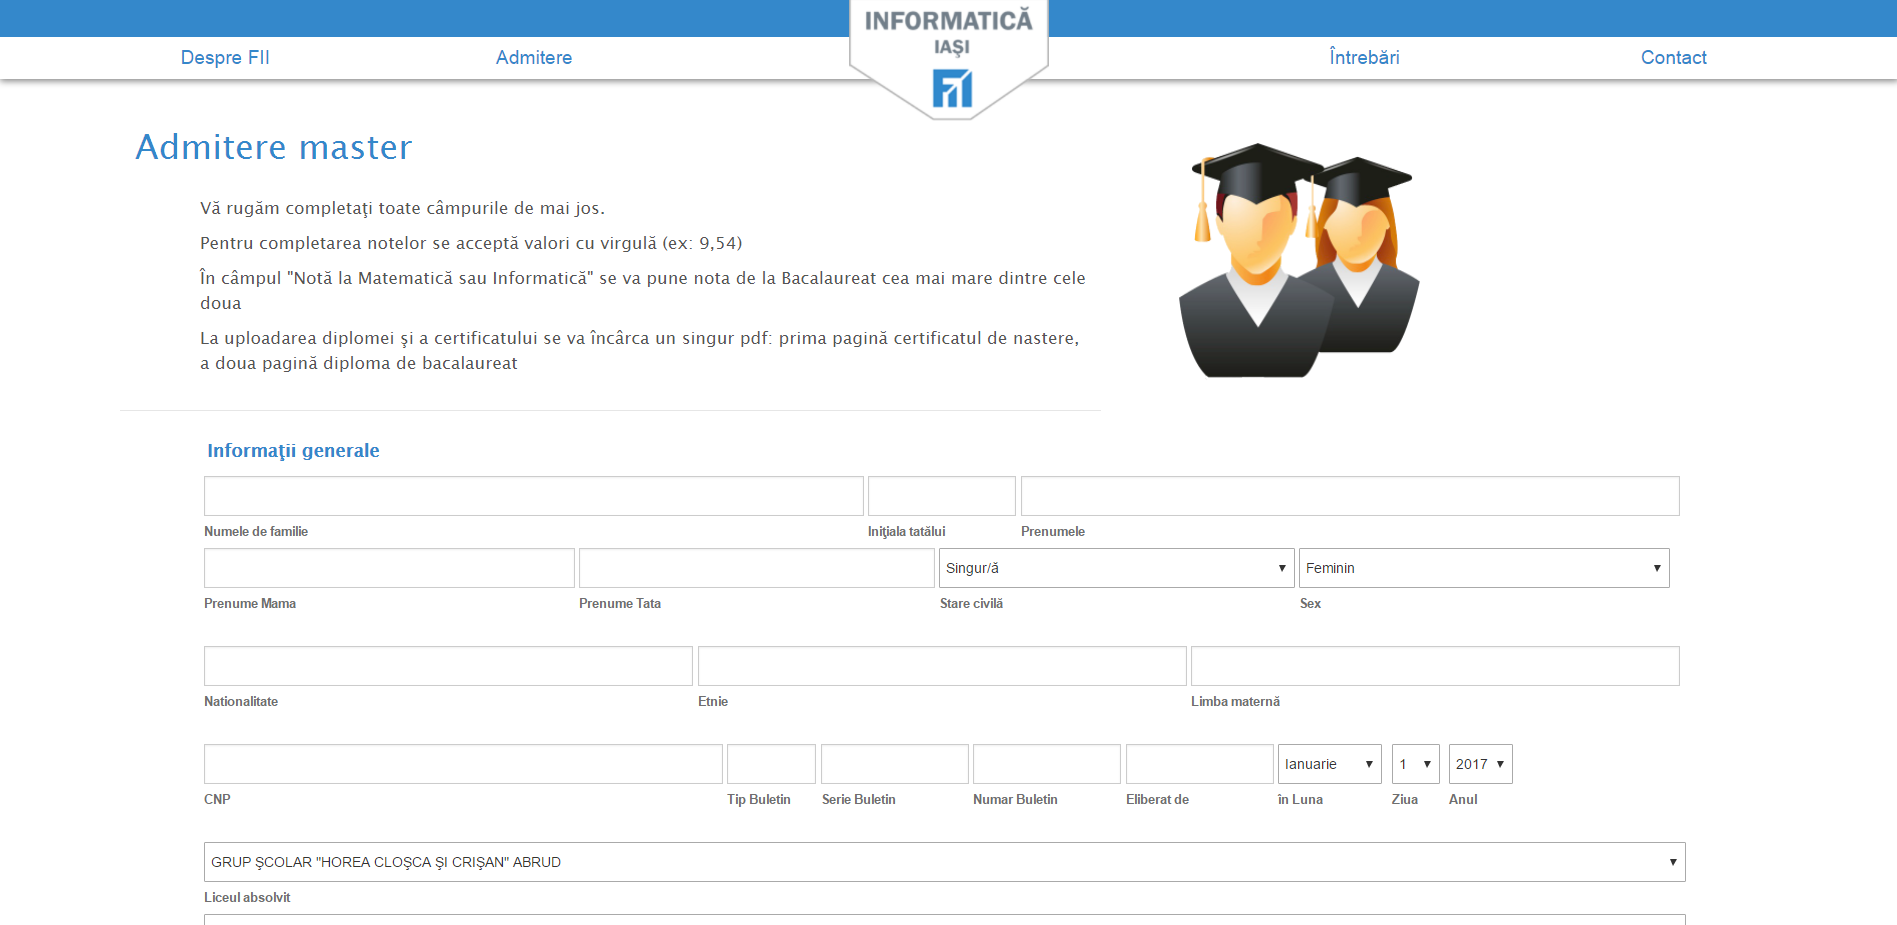 INFORMATICĂ
IAŞI
Despre FII
Admitere
Întrebări
Contact
Admitere master
Vă rugăm completaţi toate câmpurile de mai jos.
Pentru completarea notelor se acceptă valori cu virgulă (ex: 9,54)
În câmpul "Notă la Matematică sau Informatică" se va pune nota de la Bacalaureat cea mai mare dintre cele
doua
La uploadarea diplomei şi a certificatului se va încârca un singur pdf: prima pagină certificatul de nastere,
a doua pagină diploma de bacalaureat
Informaţii generale
Numele de familie
Iniţiala tatălui
Prenumele
Singur/ă
Feminin
Prenume Mama
Prenume Tata
Stare civilă
Sex
Nationalitate
Etnie
Limba maternă
Ianuarie
1
2017
CNP
Tip Buletin
Serie Buletin
Numar Buletin
Eliberat de
în Luna
Ziua
Anul
GRUP ŞCOLAR "HOREA CLOŞCA ŞI CRIŞAN" ABRUD
Liceul absolvit